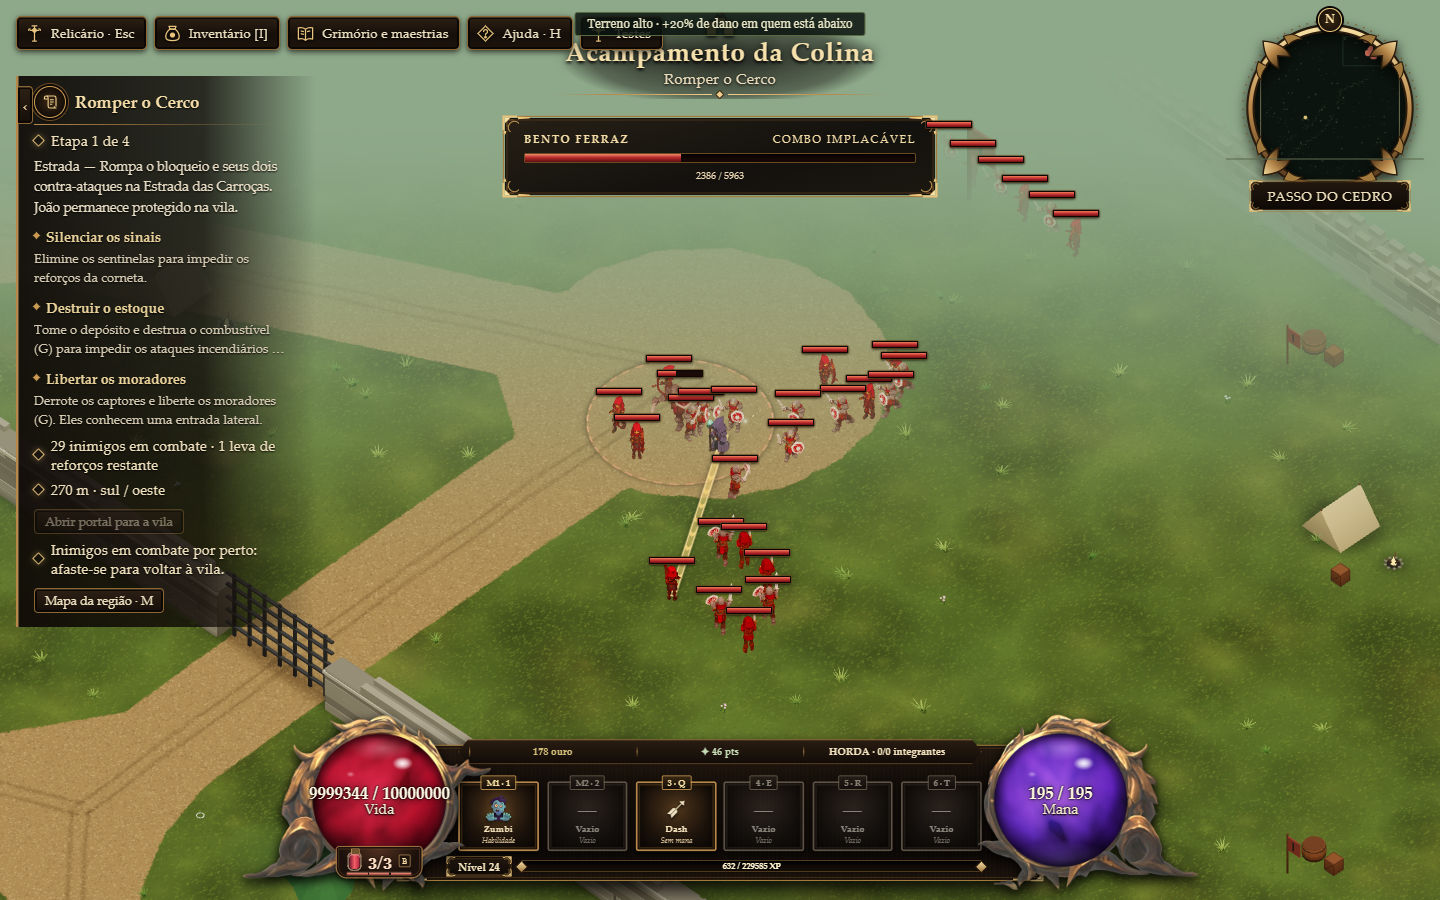 Relicário · Esc
Inventário [I]
Grimório e maestrias
Ajuda · H
Testes
Terreno alto · +20% de dano em quem está abaixo
Acampamento da Colina
Romper o Cerco
N
PASSO DO CEDRO
BENTO FERRAZ
COMBO IMPLACÁVEL
2386 / 5963
Romper o Cerco
Etapa 1 de 4
Estrada — Rompa o bloqueio e seus dois
contra-ataques na Estrada das Carroças.
João permanece protegido na vila.
Silenciar os sinais
Elimine os sentinelas para impedir os
reforços da corneta.
Destruir o estoque
Tome o depósito e destrua o combustível
(G) para impedir os ataques incendiários ...
Libertar os moradores
Derrote os captores e liberte os moradores
(G). Eles conhecem uma entrada lateral.
29 inimigos em combate · 1 leva de
reforços restante
270 m · sul / oeste
Abrir portal para a vila
Inimigos em combate por perto:
afaste-se para voltar à vila.
Mapa da região · M
178 ouro
46 pts
HORDA · 0/0 integrantes
9999344 / 10000000
Vida
3/3
B
M1 · 1
Zumbi
Habilidade
M2 · 2
Vazio
Vazio
3 · Q
Dash
Sem mana
4 · E
Vazio
Vazio
5 · R
Vazio
Vazio
6 · T
Vazio
Vazio
195 / 195
Mana
Nível 24
632 / 229585 XP